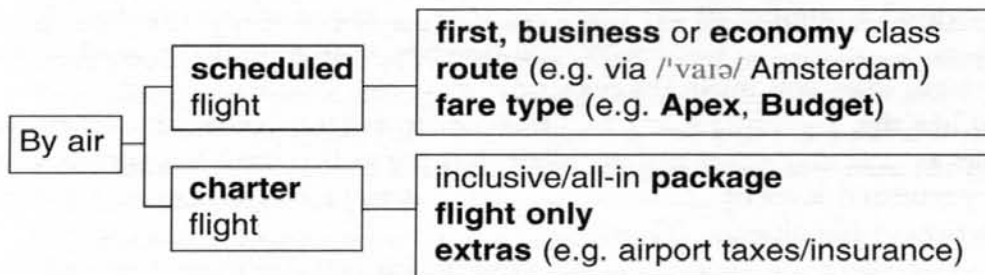 By air
scheduled
flight
first, business or economy class
route (e.g. via /'vaɪə/ Amsterdam)
fare type (e.g. Apex, Budget)
charter
flight
inclusive/all-in package
flight only
extras (e.g. airport taxes/insurance)